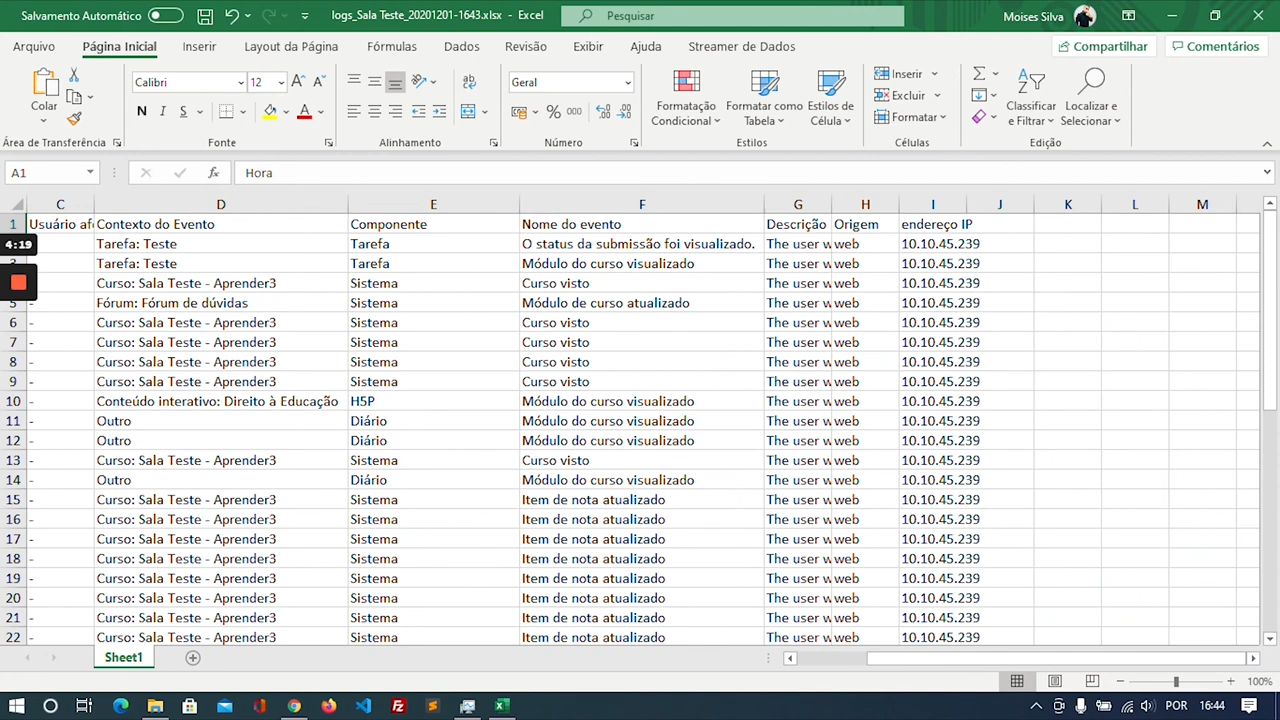 Salvamento Automático
logs_Sala Teste_20201201-1643.xlsx - Excel
Pesquisar
Moises Silva
Arquivo Página Inicial Inserir Layout da Página Fórmulas Dados Revisão Exibir Ajuda Streamer de Dados Compartilhar Comentários
Colar
Calibri 12
N I S
Geral
% 000
Formatação Condicional
Formatar como Tabela
Estilos de Célula
Inserir
Excluir
Formatar
Classificar e Filtrar
Localizar e Selecionar
Área de Transferência Fonte Alinhamento Número Estilos Células Edição
A1 fx Hora
C D E F G H I J K L M
1 Usuário afe Contexto do Evento Componente Nome do evento Descrição Origem endereço IP
4:19 Tarefa: Teste Tarefa O status da submissão foi visualizado. The user w web 10.10.45.239
3 Tarefa: Teste Tarefa Módulo do curso visualizado The user w web 10.10.45.239
Curso: Sala Teste - Aprender3 Sistema Curso visto The user w web 10.10.45.239
5 - Fórum: Fórum de dúvidas Sistema Módulo de curso atualizado The user w web 10.10.45.239
6 - Curso: Sala Teste - Aprender3 Sistema Curso visto The user w web 10.10.45.239
7 - Curso: Sala Teste - Aprender3 Sistema Curso visto The user w web 10.10.45.239
8 - Curso: Sala Teste - Aprender3 Sistema Curso visto The user w web 10.10.45.239
9 - Curso: Sala Teste - Aprender3 Sistema Curso visto The user w web 10.10.45.239
10 - Conteúdo interativo: Direito à Educação H5P Módulo do curso visualizado The user w web 10.10.45.239
11 - Outro Diário Módulo do curso visualizado The user w web 10.10.45.239
12 - Outro Diário Módulo do curso visualizado The user w web 10.10.45.239
13 - Curso: Sala Teste - Aprender3 Sistema Curso visto The user w web 10.10.45.239
14 - Outro Diário Módulo do curso visualizado The user w web 10.10.45.239
15 - Curso: Sala Teste - Aprender3 Sistema Item de nota atualizado The user w web 10.10.45.239
16 - Curso: Sala Teste - Aprender3 Sistema Item de nota atualizado The user w web 10.10.45.239
17 - Curso: Sala Teste - Aprender3 Sistema Item de nota atualizado The user w web 10.10.45.239
18 - Curso: Sala Teste - Aprender3 Sistema Item de nota atualizado The user w web 10.10.45.239
19 - Curso: Sala Teste - Aprender3 Sistema Item de nota atualizado The user w web 10.10.45.239
20 - Curso: Sala Teste - Aprender3 Sistema Item de nota atualizado The user w web 10.10.45.239
21 - Curso: Sala Teste - Aprender3 Sistema Item de nota atualizado The user w web 10.10.45.239
22 - Curso: Sala Teste - Aprender3 Sistema Item de nota atualizado The user w web 10.10.45.239
Sheet1
100%
POR 16:44